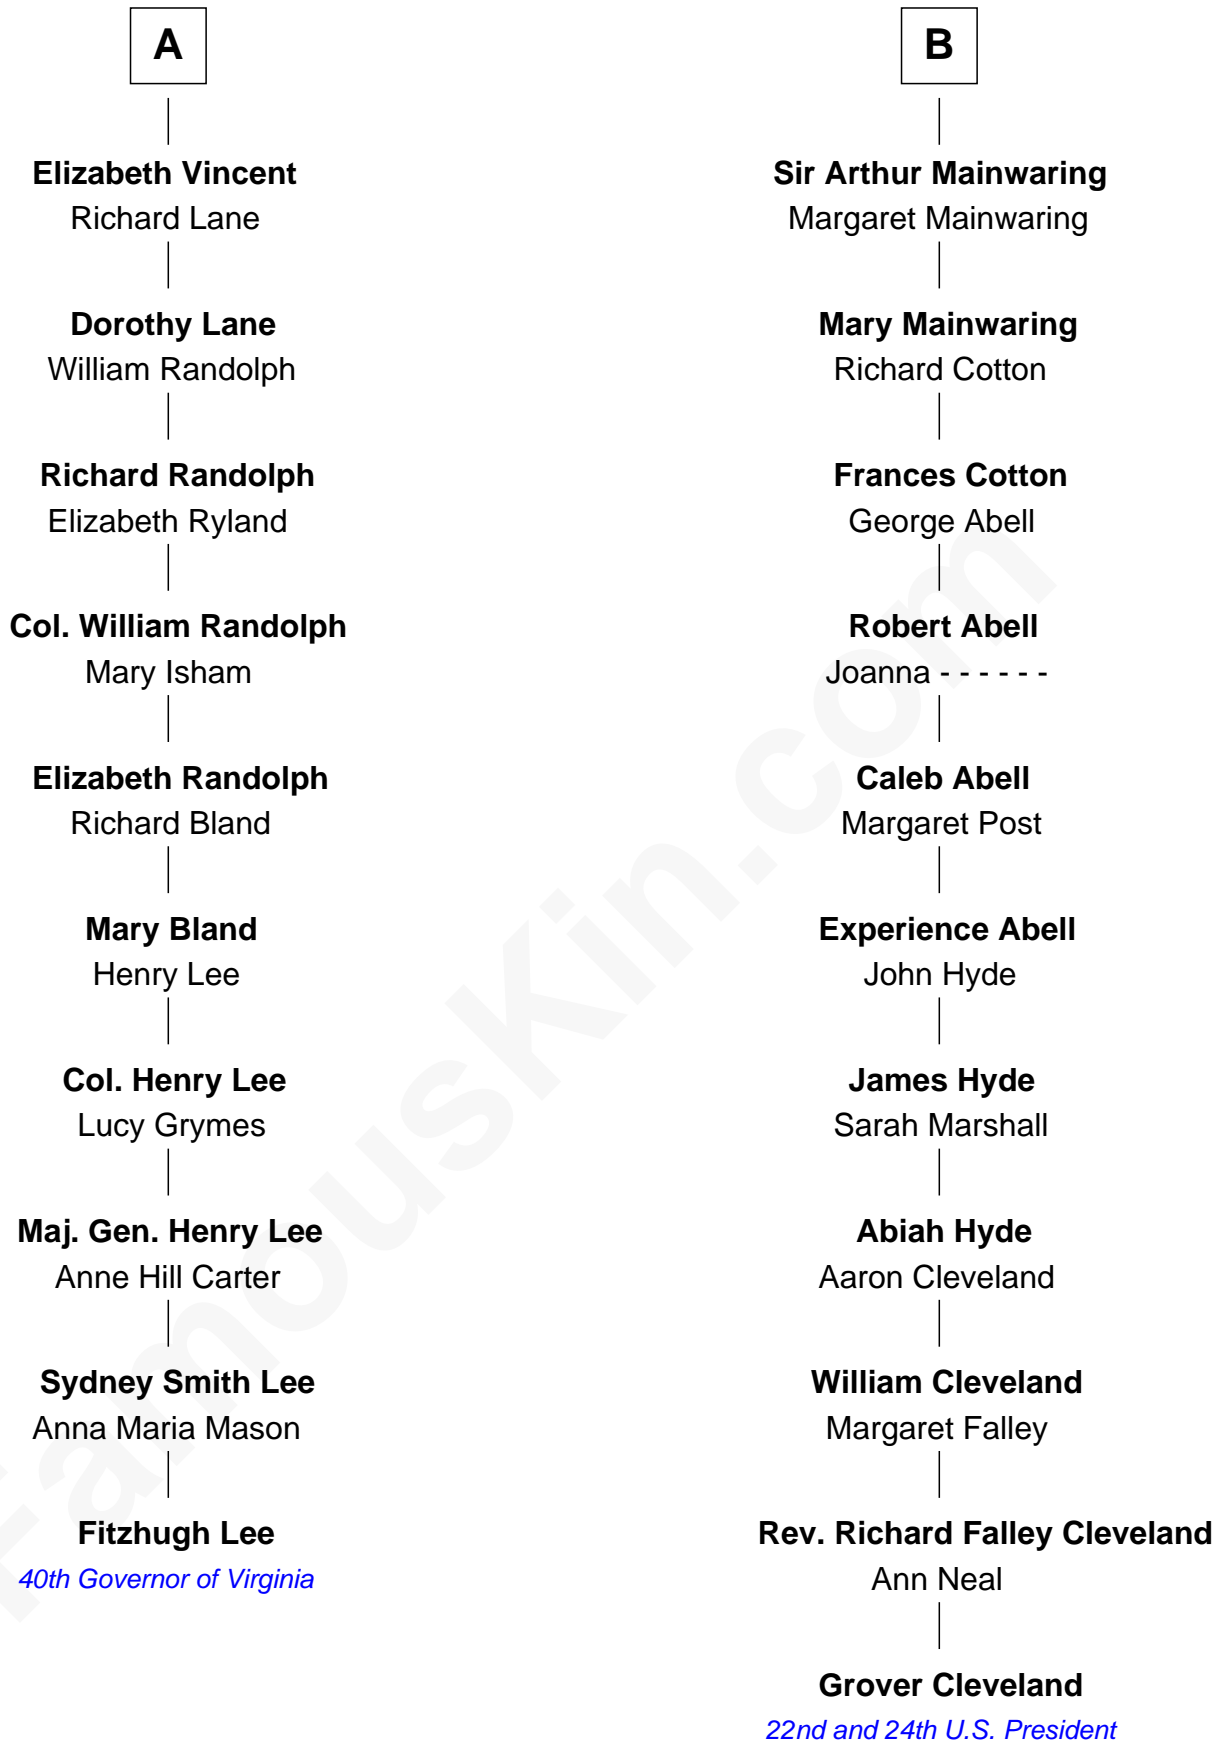 A
Elizabeth Vincent
Richard Lane
Dorothy Lane
William Randolph
Richard Randolph
Elizabeth Ryland
Col. William Randolph
Mary Isham
Elizabeth Randolph
Richard Bland
Mary Bland
Henry Lee
Col. Henry Lee
Lucy Grymes
Maj. Gen. Henry Lee
Anne Hill Carter
Sydney Smith Lee
Anna Maria Mason
Fitzhugh Lee
40th Governor of Virginia
B
Sir Arthur Mainwaring
Margaret Mainwaring
Mary Mainwaring
Richard Cotton
Frances Cotton
George Abell
Robert Abell
Joanna - - - - - -
Caleb Abell
Margaret Post
Experience Abell
John Hyde
James Hyde
Sarah Marshall
Abiah Hyde
Aaron Cleveland
William Cleveland
Margaret Falley
Rev. Richard Falley Cleveland
Ann Neal
Grover Cleveland
22nd and 24th U.S. President
FamousKin.com